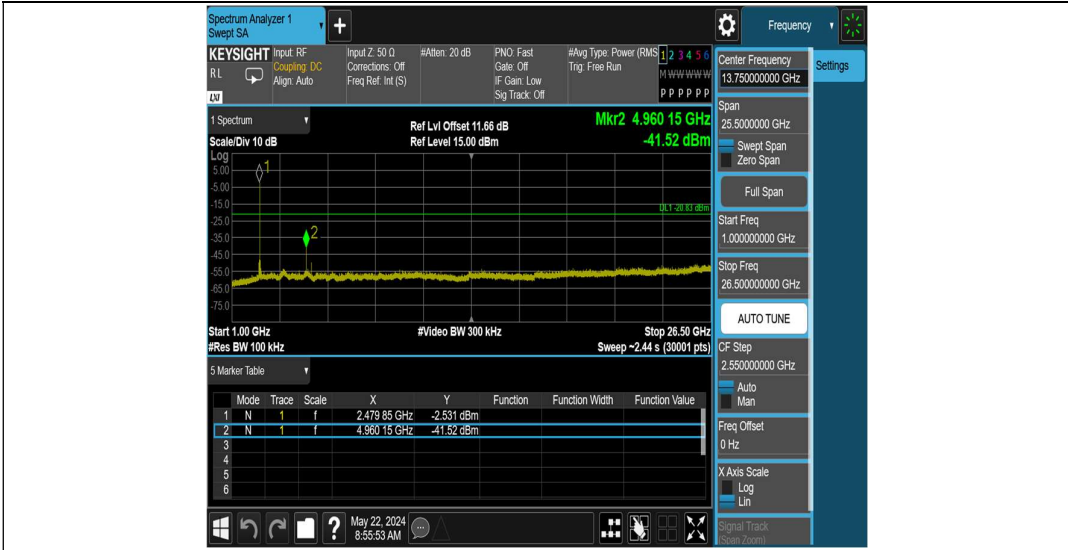 Spectrum Analyzer 1
Swept SA
Frequency
KEYSIGHT
RL
LXI
Input: RF
Coupling: DC
Align: Auto
Input Z: 50 Ω
Corrections: Off
Freq Ref: Int (S)
#Atten: 20 dB
PNO: Fast
Gate: Off
IF Gain: Low
Sig Track: Off
#Avg Type: Power (RMS
Trig: Free Run
1 2 3 4 5 6
M W W W W W
P P P P P P
1 Spectrum
Scale/Div 10 dB
Ref Lvl Offset 11.66 dB
Ref Level 15.00 dBm
Mkr2 4.960 15 GHz
-41.52 dBm
Log
5.00
-5.00
-15.0
-25.0
-35.0
-45.0
-55.0
-65.0
-75.0
1
2
DL1 -20.83 dBm
Start 1.00 GHz
#Res BW 100 kHz
#Video BW 300 kHz
Stop 26.50 GHz
Sweep ~2.44 s (30001 pts)
5 Marker Table
Mode Trace Scale X Y Function Function Width Function Value
1 N 1 f 2.479 85 GHz -2.531 dBm
2 N 1 f 4.960 15 GHz -41.52 dBm
3
4
5
6
May 22, 2024
8:55:53 AM
Center Frequency
13.750000000 GHz
Settings
Span
25.5000000 GHz
Swept Span
Zero Span
Full Span
Start Freq
1.000000000 GHz
Stop Freq
26.500000000 GHz
AUTO TUNE
CF Step
2.550000000 GHz
Auto
Man
Freq Offset
0 Hz
X Axis Scale
Log
Lin
Signal Track
(Span Zoom)